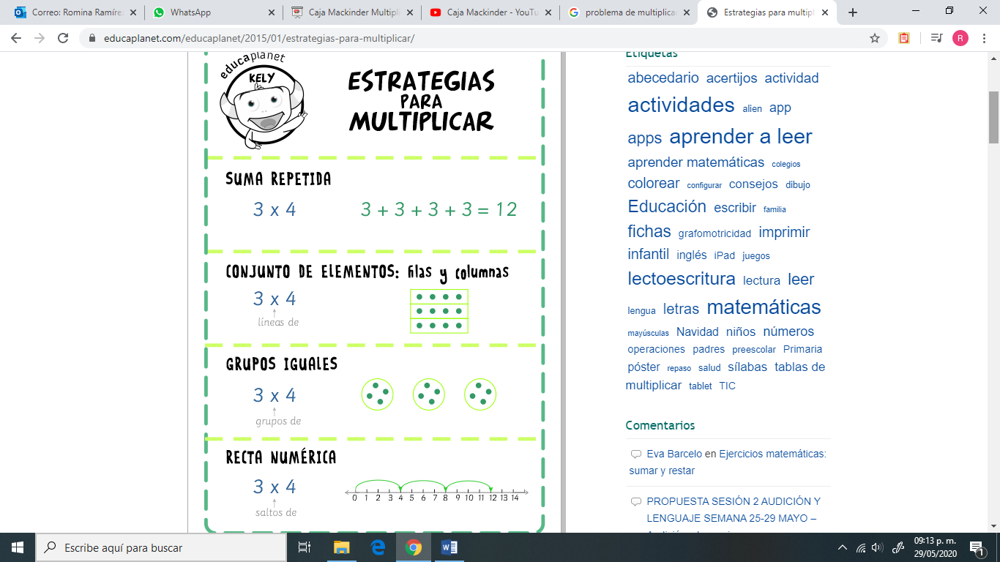 Correo: Romina Ramíre
WhatsApp
Caja Mackinder Multipl
Caja Mackinder - YouTu
problema de multiplica
Estrategias para multipl
educaplanet.com/educaplanet/2015/01/estrategias-para-multiplicar/
R
educaplanet
KELY
ESTRATEGIAS
PARA
MULTIPLICAR
SUMA REPETIDA
3 x 4
3 + 3 + 3 + 3 = 12
CONJUNTO DE ELEMENTOS: filas y columnas
3 x 4
líneas de
GRUPOS IGUALES
3 x 4
grupos de
RECTA NUMÉRICA
3 x 4
saltos de
0 1 2 3 4 5 6 7 8 9 10 11 12 13 14
Etiquetas
abecedario acertijos actividad
actividades alien app
apps aprender a leer
aprender matemáticas colegios
colorear configurar consejos dibujo
Educación escribir familia
fichas grafomotricidad imprimir
infantil inglés iPad juegos
lectoescritura lectura leer
lengua letras matemáticas
mayúsculas Navidad niños números
operaciones padres preescolar Primaria
póster repaso salud sílabas tablas de
multiplicar tablet TIC
Comentarios
Eva Barcelo en Ejercicios matemáticas:
sumar y restar
PROPUESTA SESIÓN 2 AUDICIÓN Y
LENGUAJE SEMANA 25-29 MAYO –
Escribe aquí para buscar
09:13 p. m.
29/05/2020
1